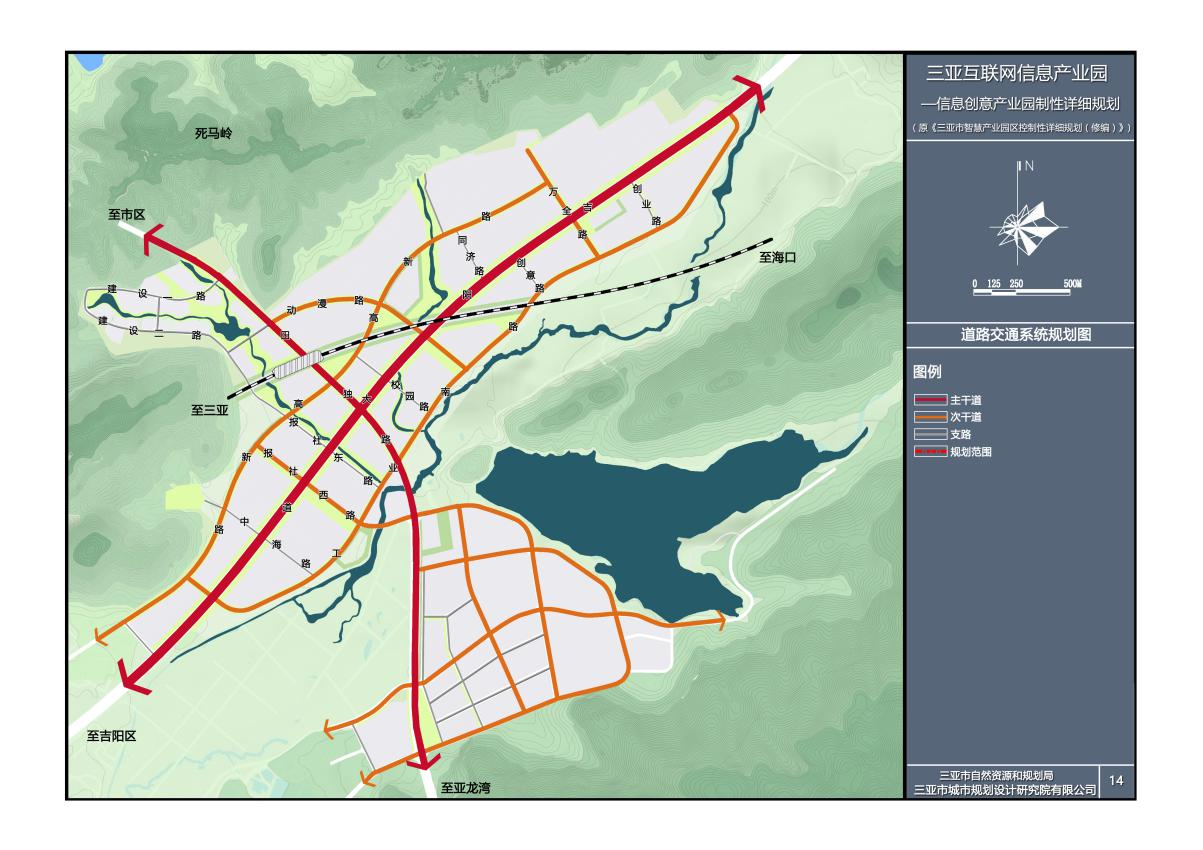 三亚互联网信息产业园
—信息创意产业园制性详细规划
（原《三亚市智慧产业园区控制性详细规划（修编）》）
N
0 125 250 500M
道路交通系统规划图
图例
主干道
次干道
支路
规划范围
三亚市自然资源和规划局
三亚市城市规划设计研究院有限公司
14
死马岭
至市区
至海口
至三亚
至吉阳区
至亚龙湾
建设一路
建设二路
动漫路
高新路
同济路
万全路
创业路
创意路
校园路
吉阳大道
田独路
高新路
报社东路
报社西路
中海路
工业南路